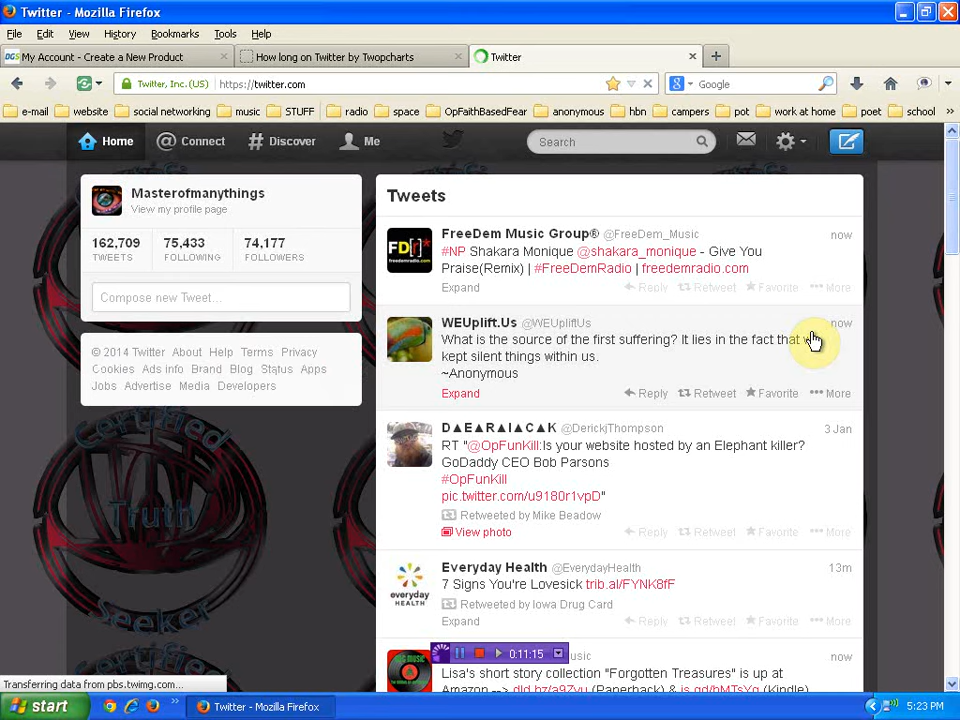 Twitter - Mozilla Firefox
File Edit View History Bookmarks Tools Help
My Account - Create a New Product
How long on Twitter by Twopcharts
Twitter
Twitter, Inc. (US) https://twitter.com
Google
e-mail website social networking music STUFF radio space OpFaithBasedFear anonymous hbn campers pot work at home poet school
Home Connect Discover Me
Search
Masterofmanythings
View my profile page
162,709 75,433 74,177
TWEETS FOLLOWING FOLLOWERS
Compose new Tweet...
© 2014 Twitter About Help Terms Privacy
Cookies Ads info Brand Blog Status Apps
Jobs Advertise Media Developers
Tweets
FreeDem Music Group® @FreeDem_Music now
#NP Shakara Monique @shakara_monique - Give You
Praise(Remix) | #FreeDemRadio | freedemradio.com
Expand Reply Retweet Favorite More
WEUplift.Us @WEUpliftUs now
What is the source of the first suffering? It lies in the fact that
kept silent things within us.
~Anonymous
Expand Reply Retweet Favorite More
D▲E▲R▲I▲C▲K @DerickjThompson 3 Jan
RT "@OpFunKill:Is your website hosted by an Elephant killer?
GoDaddy CEO Bob Parsons
#OpFunKill
pic.twitter.com/u9180r1vpD"
Retweeted by Mike Beadow
View photo Reply Retweet Favorite More
Everyday Health @EverydayHealth 13m
7 Signs You're Lovesick trib.al/FYNK8fF
Retweeted by Iowa Drug Card
Expand Reply Retweet Favorite More
now
Lisa's short story collection "Forgotten Treasures" is up at
Amazon --> (Paperback) & (Kindle)
0:11:15
Certified
Truth
Seeker
Transferring data from pbs.twimg.com...
start
Twitter - Mozilla Firefox
5:23 PM